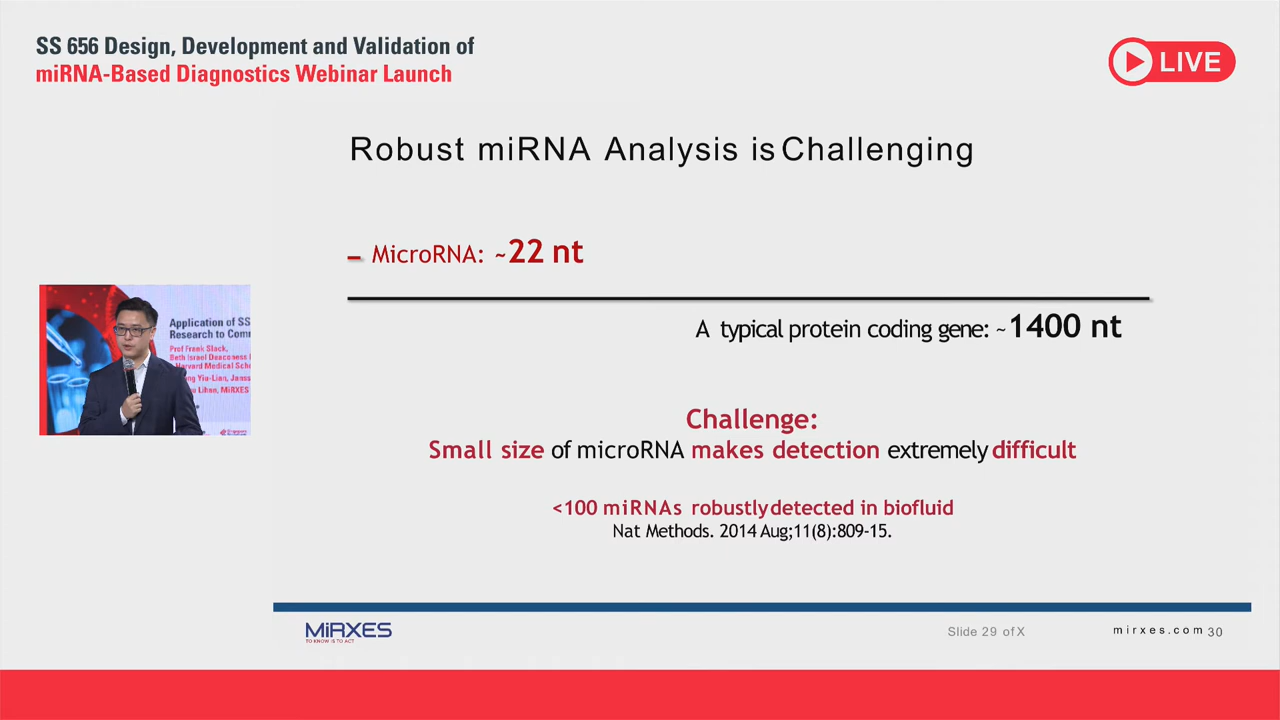 SS 656 Design, Development and Validation of
miRNA-Based Diagnostics Webinar Launch
LIVE
Robust miRNA Analysis is Challenging
MicroRNA: ~22 nt
A typical protein coding gene: ~1400 nt
Challenge:
Small size of microRNA makes detection extremely difficult
<100 miRNAs robustly detected in biofluid
Nat Methods. 2014 Aug;11(8):809-15.
Application of SS
Research to Comm
Prof Frank Slack,
Beth Israel Deaconess
Harvard Medical Scho
ng Yiu-Lian, Janss
Lihan, MiRXES
MiRXES
TO KNOW IS TO ACT
Slide 29 of X
mirxes.com 30